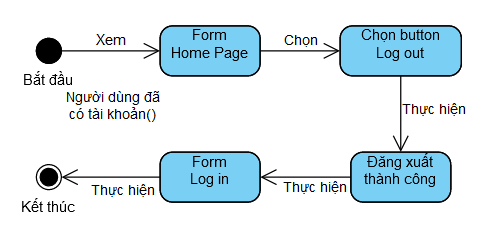 Xem
Form
Home Page
Chọn
Chọn button
Log out
Bắt đầu
Người dùng đã
có tài khoản()
Thực hiện
Đăng xuất
thành công
Thực hiện
Form
Log in
Thực hiện
Kết thúc